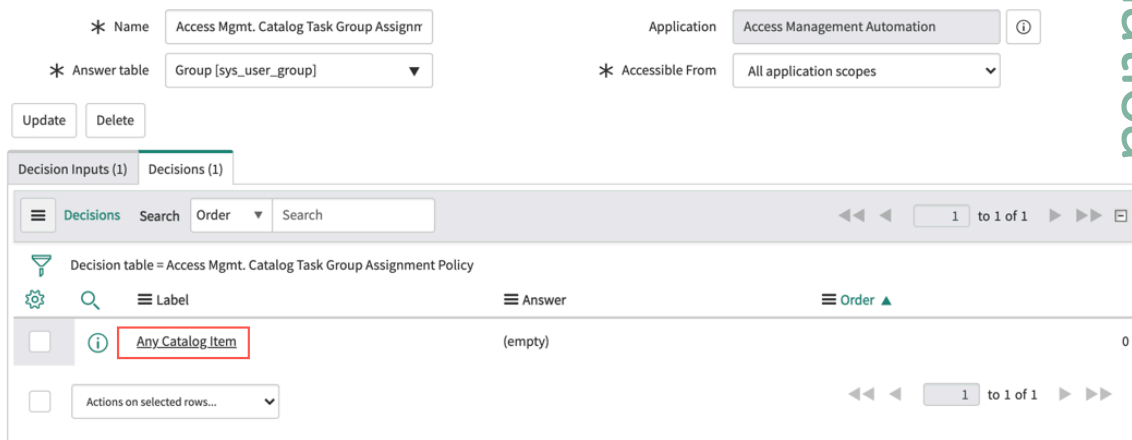 Name Access Mgmt. Catalog Task Group Assignm Application Access Management Automation
Answer table Group [sys_user_group] Accessible From All application scopes
Update Delete
Decision Inputs (1) Decisions (1)
Decisions Search Order Search 1 to 1 of 1
Decision table = Access Mgmt. Catalog Task Group Assignment Policy
Label Answer Order
Any Catalog Item (empty) 0
Actions on selected rows... 1 to 1 of 1